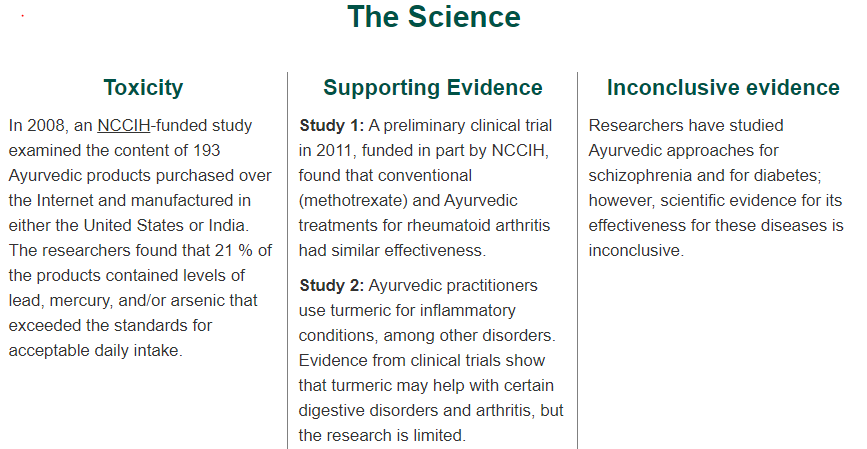 The Science
Toxicity
In 2008, an NCCIH-funded study
examined the content of 193
Ayurvedic products purchased over
the Internet and manufactured in
either the United States or India.
The researchers found that 21 % of
the products contained levels of
lead, mercury, and/or arsenic that
exceeded the standards for
acceptable daily intake.
Supporting Evidence
Study 1: A preliminary clinical trial
in 2011, funded in part by NCCIH,
found that conventional
(methotrexate) and Ayurvedic
treatments for rheumatoid arthritis
had similar effectiveness.
Study 2: Ayurvedic practitioners
use turmeric for inflammatory
conditions, among other disorders.
Evidence from clinical trials show
that turmeric may help with certain
digestive disorders and arthritis, but
the research is limited.
Inconclusive evidence
Researchers have studied
Ayurvedic approaches for
schizophrenia and for diabetes;
however, scientific evidence for its
effectiveness for these diseases is
inconclusive.